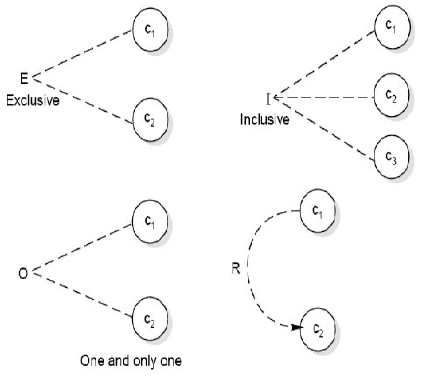 E
Exclusive
c1
c2
I
Inclusive
c1
c2
c3
O
c1
c2
One and only one
R
c1
c2